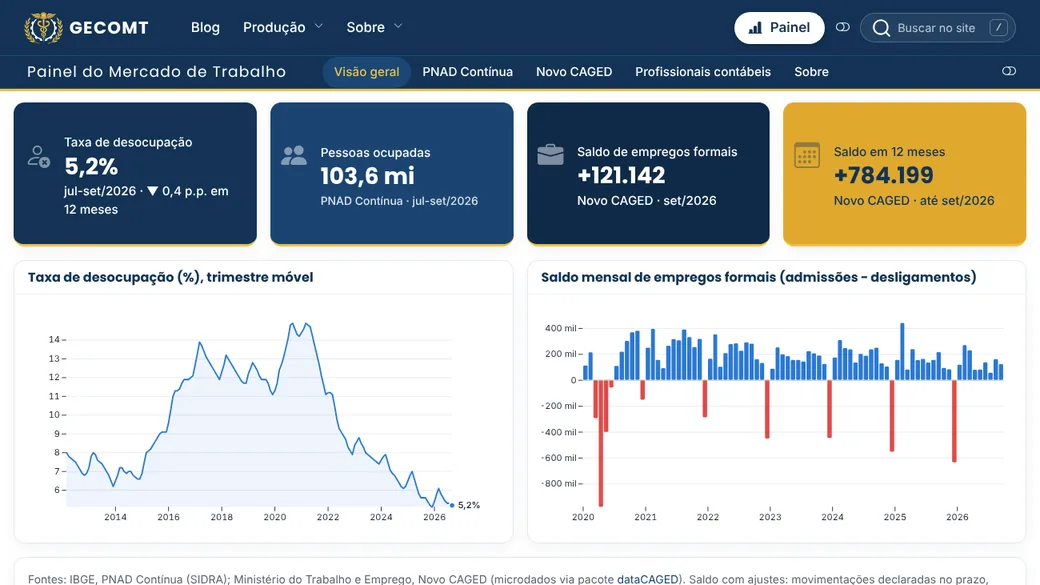 GECOMT
Blog
Produção
Sobre
Painel
Buscar no site
/
Painel do Mercado de Trabalho
Visão geral
PNAD Contínua
Novo CAGED
Profissionais contábeis
Sobre
Taxa de desocupação
5,2%
jul-set/2026 · ▼ 0,4 p.p. em
12 meses
Pessoas ocupadas
103,6 mi
PNAD Contínua · jul-set/2026
Saldo de empregos formais
+121.142
Novo CAGED · set/2026
Saldo em 12 meses
+784.199
Novo CAGED · até set/2026
Taxa de desocupação (%), trimestre móvel
14
13
12
11
10
9
8
7
6
5,2%
2014
2016
2018
2020
2022
2024
2026
Saldo mensal de empregos formais (admissões - desligamentos)
400 mil
200 mil
0
-200 mil
-400 mil
-600 mil
-800 mil
2020
2021
2022
2023
2024
2025
2026
Fontes: IBGE, PNAD Contínua (SIDRA); Ministério do Trabalho e Emprego, Novo CAGED (microdados via pacote dataCAGED). Saldo com ajustes: movimentações declaradas no prazo,